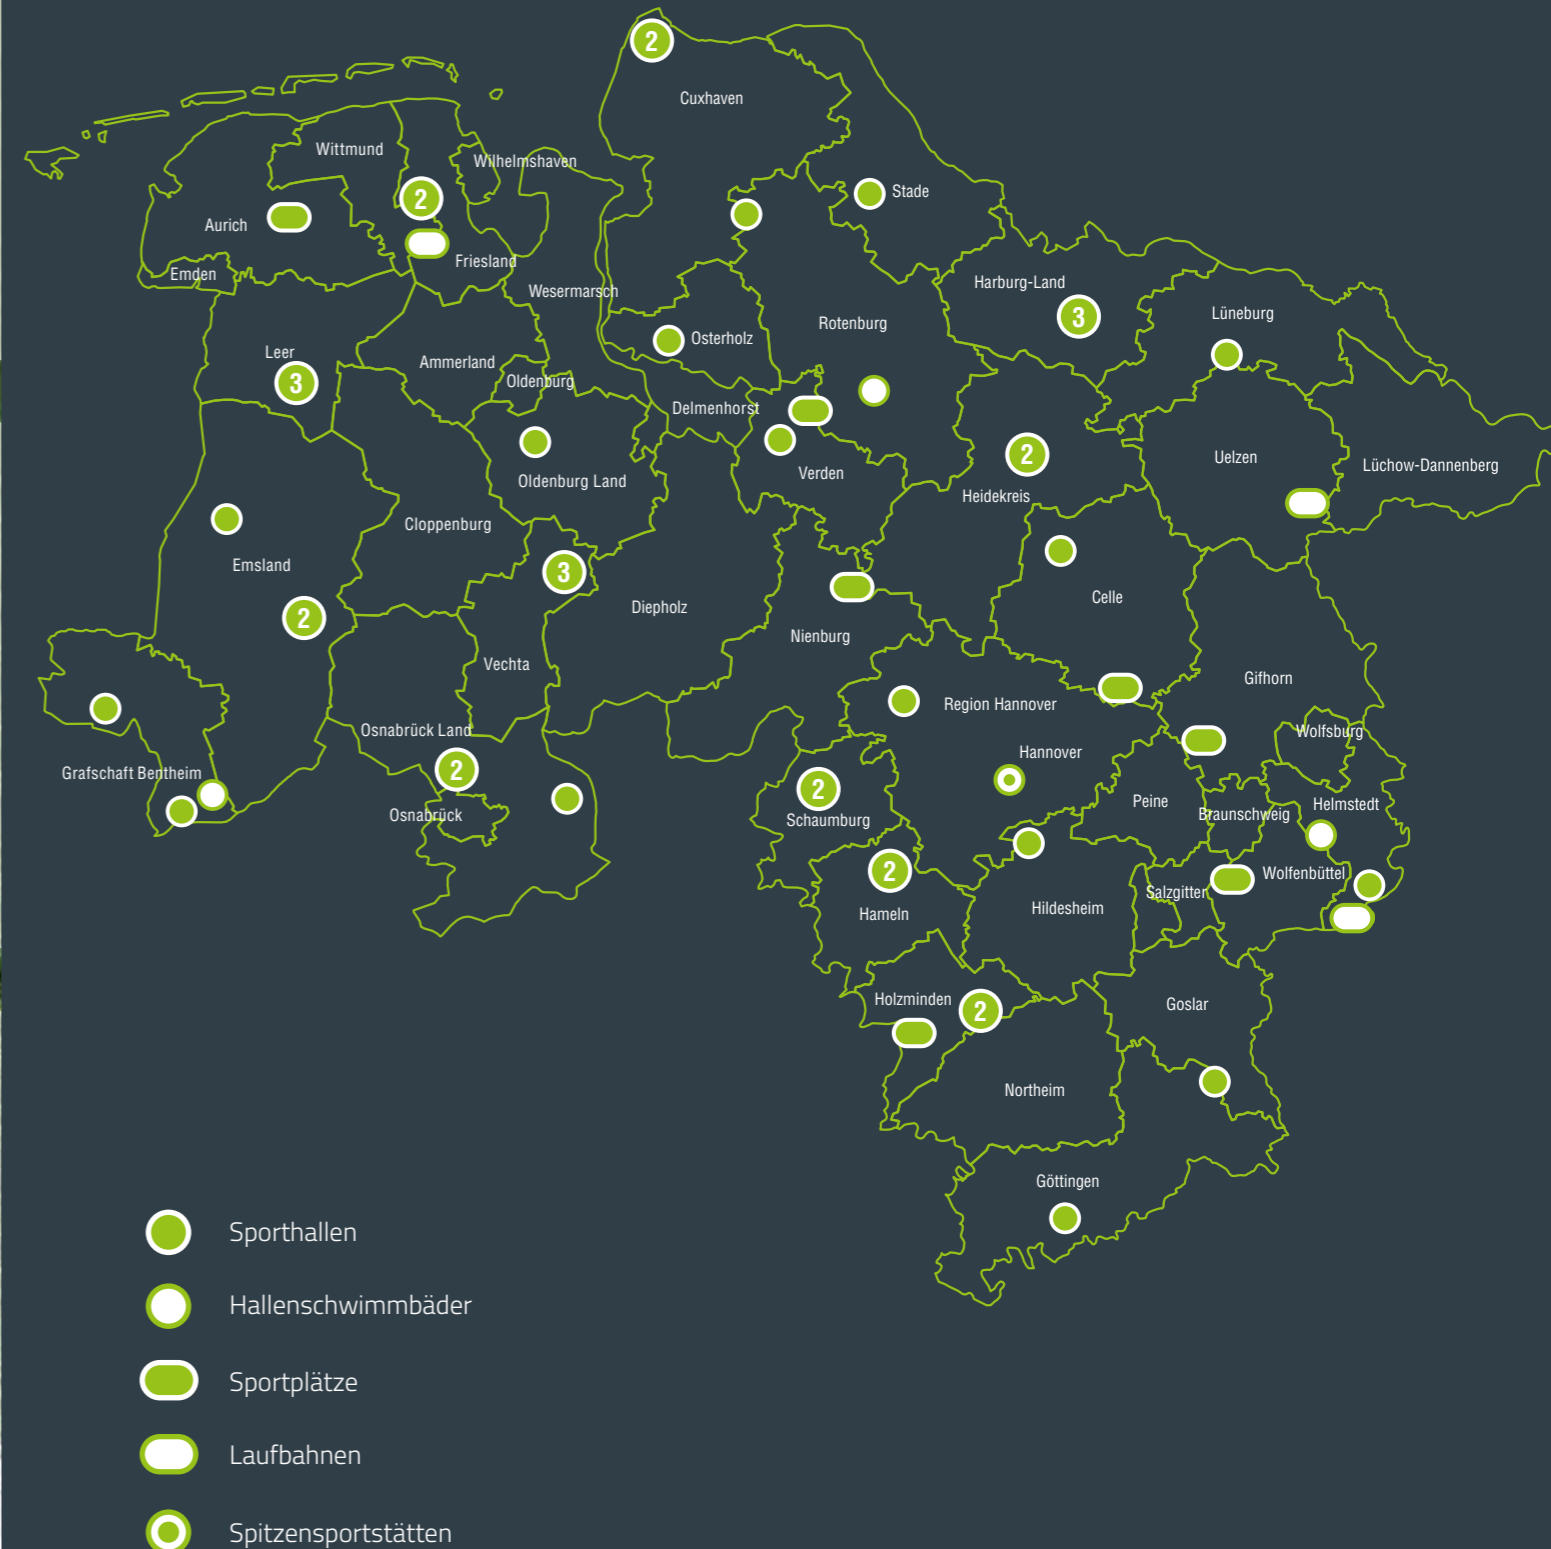 2
Cuxhaven
Wittmund
Wilhelmshaven
2
Stade
Aurich
Friesland
Emden
Harburg-Land
Wesermarsch
3
Lüneburg
Rotenburg
Osterholz
Leer
Ammerland
3
Oldenburg
Delmenhorst
2
Uelzen
Lüchow-Dannenberg
Verden
Oldenburg Land
Heidekreis
Cloppenburg
Emsland
3
Celle
Diepholz
2
Nienburg
Vechta
Gifhorn
Region Hannover
Osnabrück Land
Wolfsburg
Hannover
2
Grafschaft Bentheim
2
Peine
Helmstedt
Osnabrück
Schaumburg
Braunschweig
2
Wolfenbüttel
Salzgitter
Hameln
Hildesheim
Holzminden
2
Goslar
Northeim
Göttingen
Sporthallen
Hallenschwimmbäder
Sportplätze
Laufbahnen
Spitzensportstätten